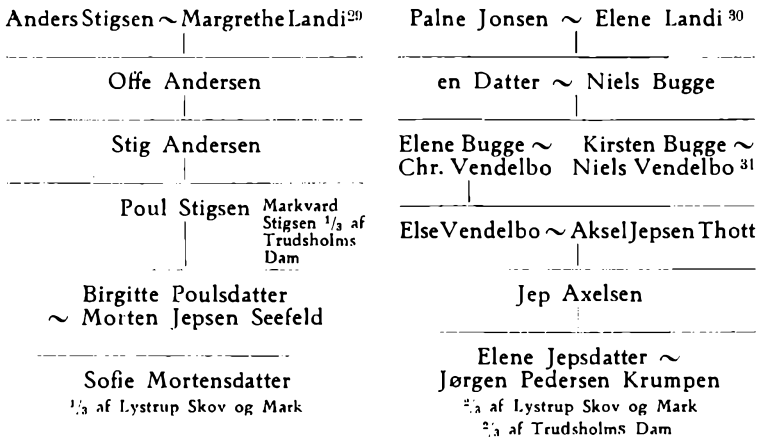 Anders Stigsen ~ Margrethe Landi²⁹
Offe Andersen
Stig Andersen
Poul Stigsen
Markvard
Stigsen ¹/₃ af
Trudsholms
Dam
Birgitte Poulsdatter
~ Morten Jepsen Seefeld
Sofie Mortensdatter
¹/₃ af Lystrup Skov og Mark
Palne Jonsen ~ Elene Landi ³⁰
en Datter ~ Niels Bugge
Elene Bugge ~
Chr. Vendelbo
Kirsten Bugge ~
Niels Vendelbo ³¹
Else Vendelbo ~ Aksel Jepsen Thott
Jep Axelsen
Elene Jepsdatter ~
Jørgen Pedersen Krumpen
²/₃ af Lystrup Skov og Mark
²/₃ af Trudsholms Dam